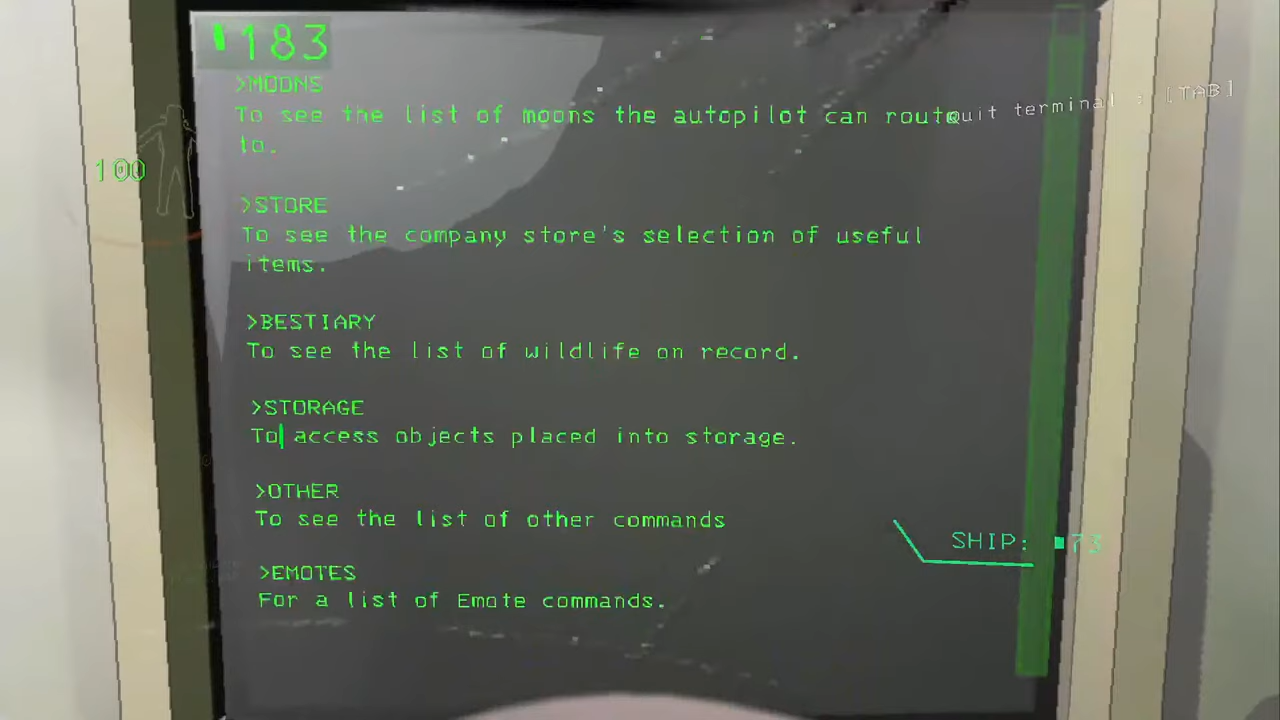 183
>MOONS
To see the list of moons the autopilot can route
to.
Quit terminal : [TAB]
100
>STORE
To see the company store's selection of useful
items.
>BESTIARY
To see the list of wildlife on record.
>STORAGE
To access objects placed into storage.
>OTHER
To see the list of other commands
SHIP: ■73
>EMOTES
For a list of Emote commands.